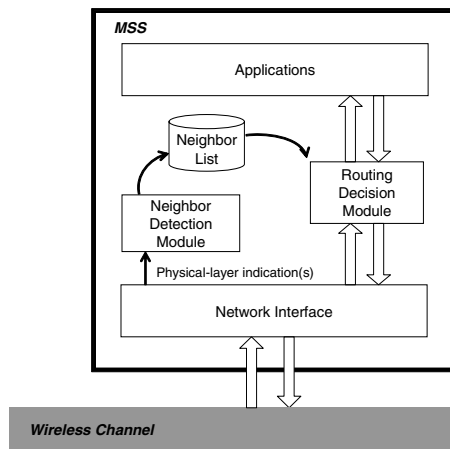 MSS
Applications
Neighbor
List
Neighbor
Detection
Module
Routing
Decision
Module
Physical-layer indication(s)
Network Interface
Wireless Channel